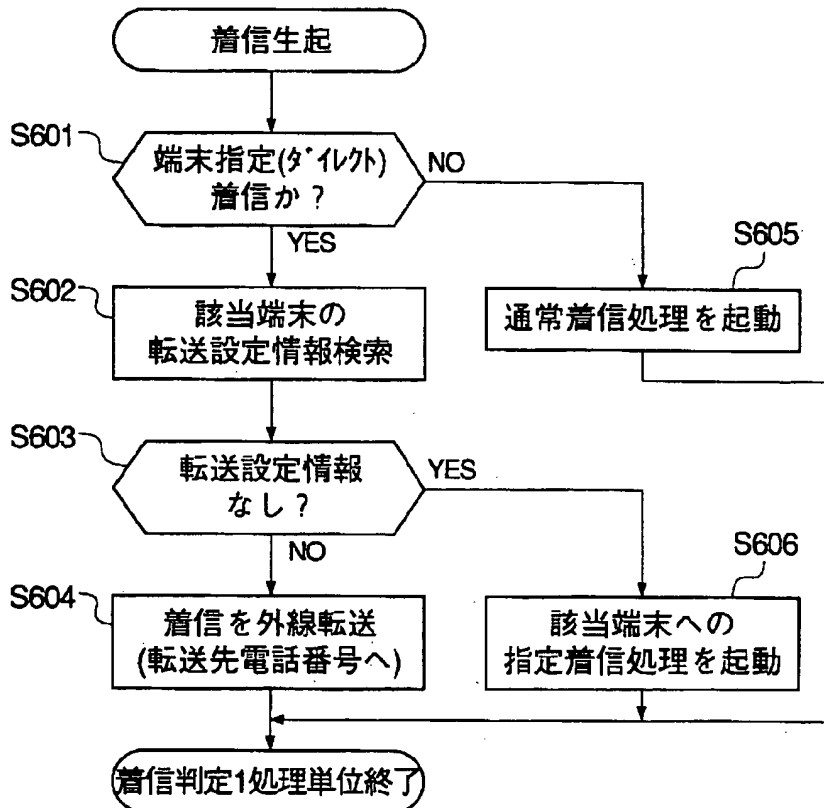 着信生起
S601
端末指定(ダイレクト)
着信か？
NO
YES
S605
S602
該当端末の
転送設定情報検索
通常着信処理を起動
S603
転送設定情報
なし？
YES
NO
S606
S604
着信を外線転送
(転送先電話番号へ)
該当端末への
指定着信処理を起動
着信判定1処理単位終了